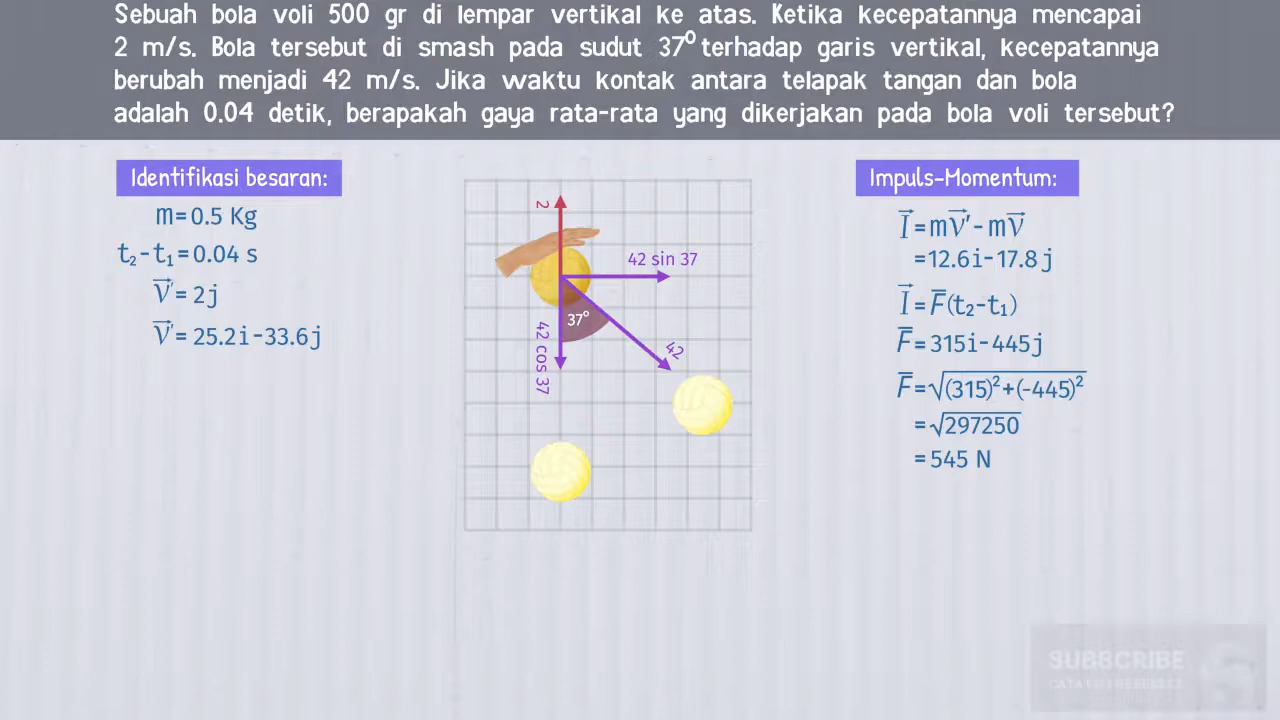 Sebuah bola voli 500 gr di lempar vertikal ke atas. Ketika kecepatannya mencapai
2 m/s. Bola tersebut di smash pada sudut 37⁰ terhadap garis vertikal, kecepatannya
berubah menjadi 42 m/s. Jika waktu kontak antara telapak tangan dan bola
adalah 0.04 detik, berapakah gaya rata-rata yang dikerjakan pada bola voli tersebut?
Identifikasi besaran:
m=0.5 Kg
t₂-t₁=0.04 s
v⃗'=2j
v⃗'=25.2i-33.6j
2
42 sin 37
37⁰
42 cos 37
42
Impuls-Momentum:
I⃗=mv⃗'-mv⃗
=12.6i-17.8j
I⃗=F̅(t₂-t₁)
F̅=315i-445j
F̅=√(315)²+(-445)²
=√297250
=545 N
SUBSCRIBE